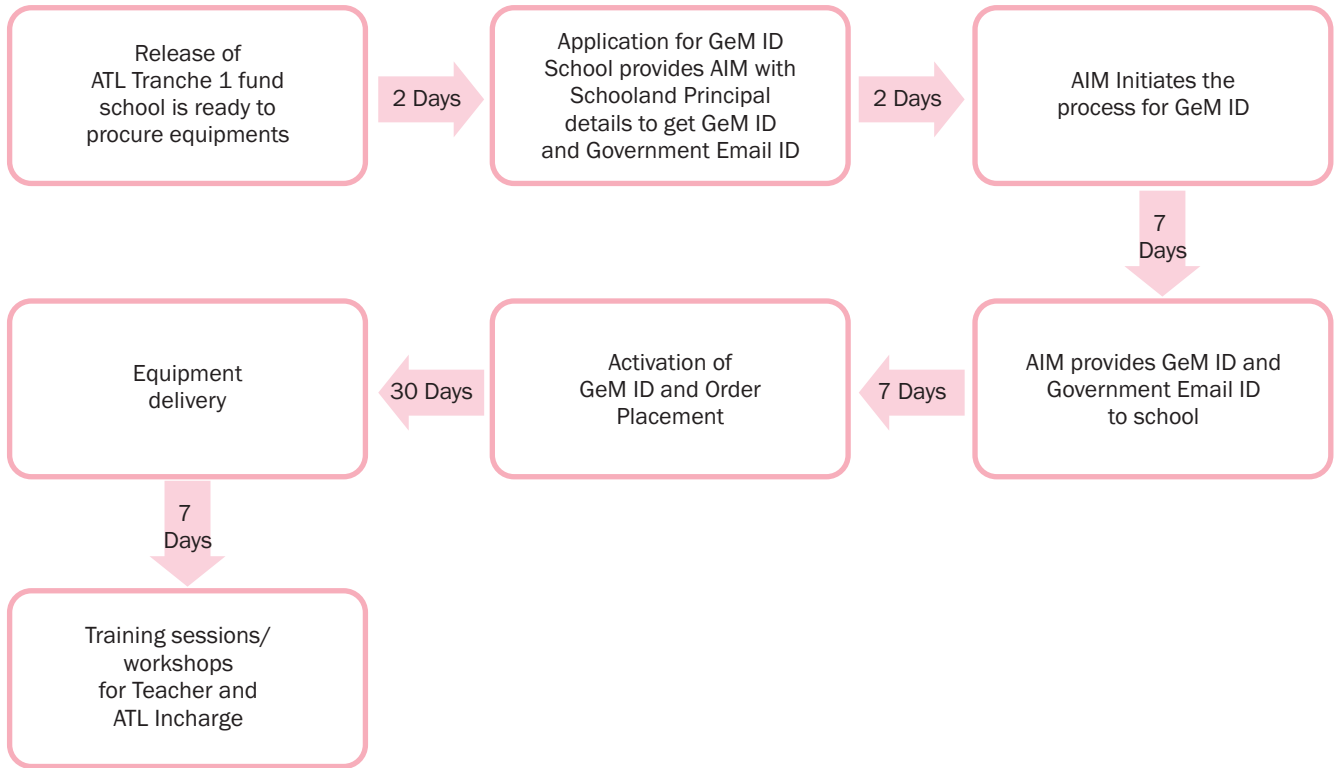 Release of
ATL Tranche 1 fund
school is ready to
procure equipments
2 Days
Application for GeM ID
School provides AIM with
Schooland Principal
details to get GeM ID
and Government Email ID
2 Days
AIM Initiates the
process for GeM ID
7
Days
AIM provides GeM ID and
Government Email ID
to school
7 Days
Activation of
GeM ID and Order
Placement
30 Days
Equipment
delivery
7
Days
Training sessions/
workshops
for Teacher and
ATL Incharge